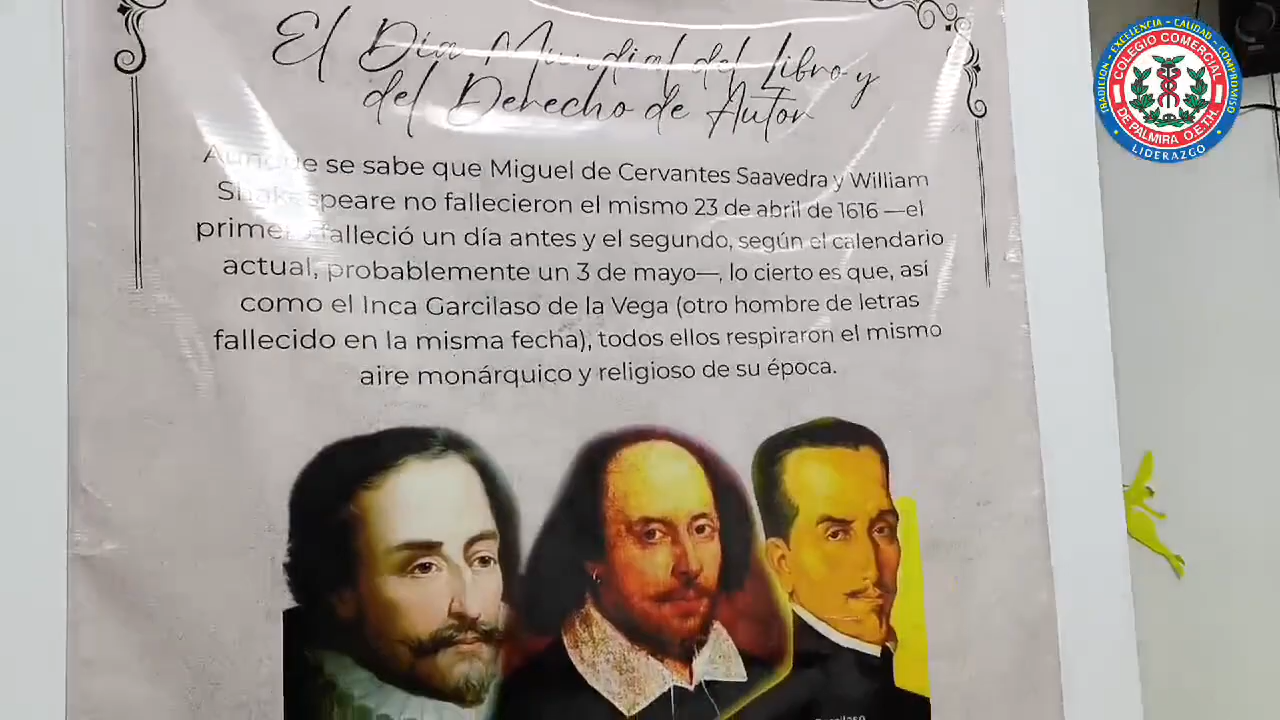 El Día Mundial del Libro y
del Derecho de Autor
Aunque se sabe que Miguel de Cervantes Saavedra y William
Shakespeare no fallecieron el mismo 23 de abril de 1616 —el
primero falleció un día antes y el segundo, según el calendario
actual, probablemente un 3 de mayo—, lo cierto es que, así
como el Inca Garcilaso de la Vega (otro hombre de letras
fallecido en la misma fecha), todos ellos respiraron el mismo
aire monárquico y religioso de su época.
TRADICIÓN - EXCELENCIA - CALIDAD - COMPROMISO
COLEGIO COMERCIAL
DE PALMIRA O.E.T.H.
LIDERAZGO